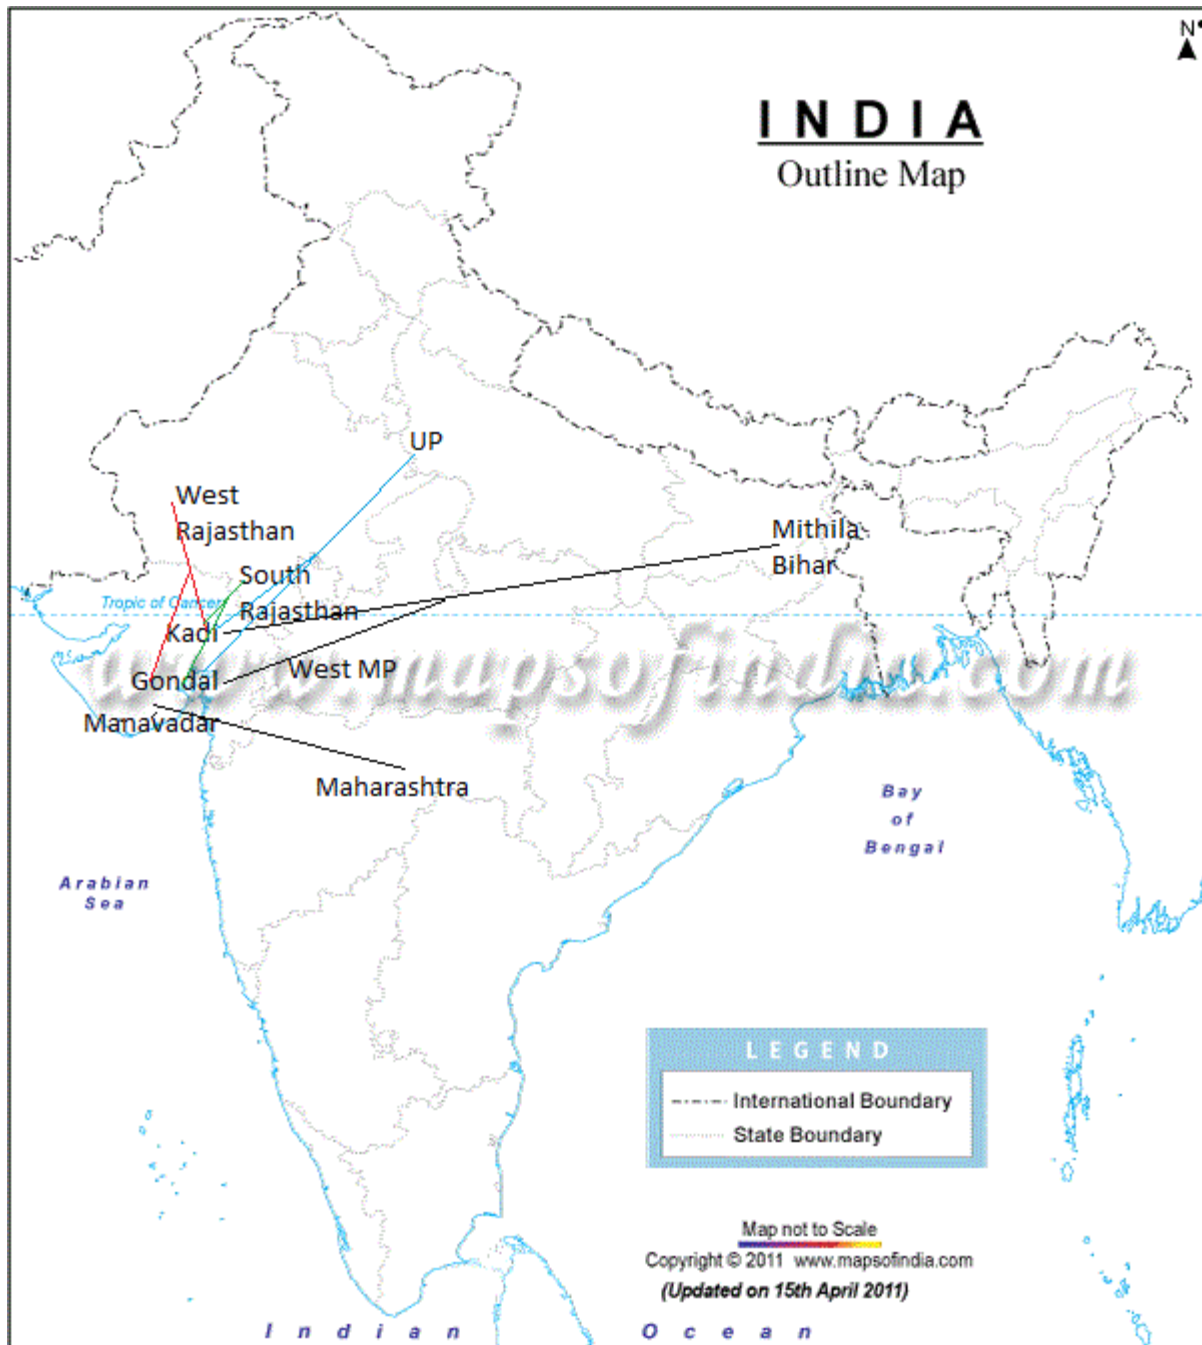 N
INDIA
Outline Map
UP
West
Rajasthan
Mithila
Bihar
South
Rajasthan
Tropic of Cancer
Kadi
West MP
www.mapsofindia.com
Gondal
Manavadar
Maharashtra
Bay
of
Bengal
Arabian
Sea
LEGEND
International Boundary
State Boundary
Map not to Scale
Copyright © 2011 www.mapsofindia.com
(Updated on 15th April 2011)
Indian Ocean